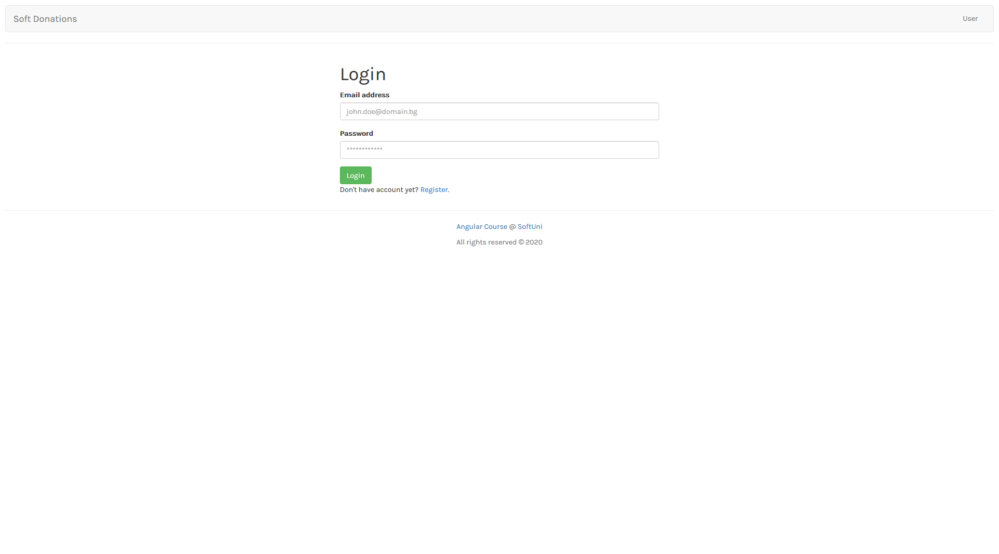 Soft Donations
User
Login
Email address
john.doe@domain.bg
Password
************
Login
Don't have account yet? Register.
Angular Course @ SoftUni
All rights reserved © 2020